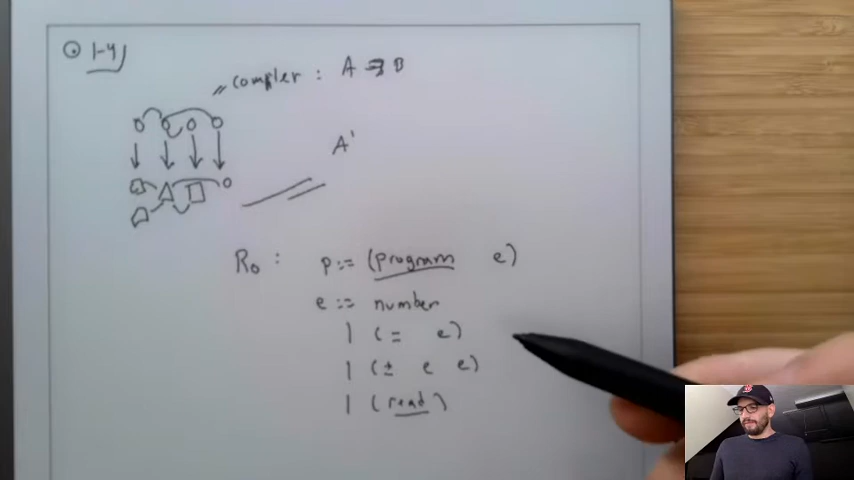 1-4
compiler : A ⇒ B
A'
R₀ : p := (program e)
e := number
| (- e)
| (+ e e)
| (read)